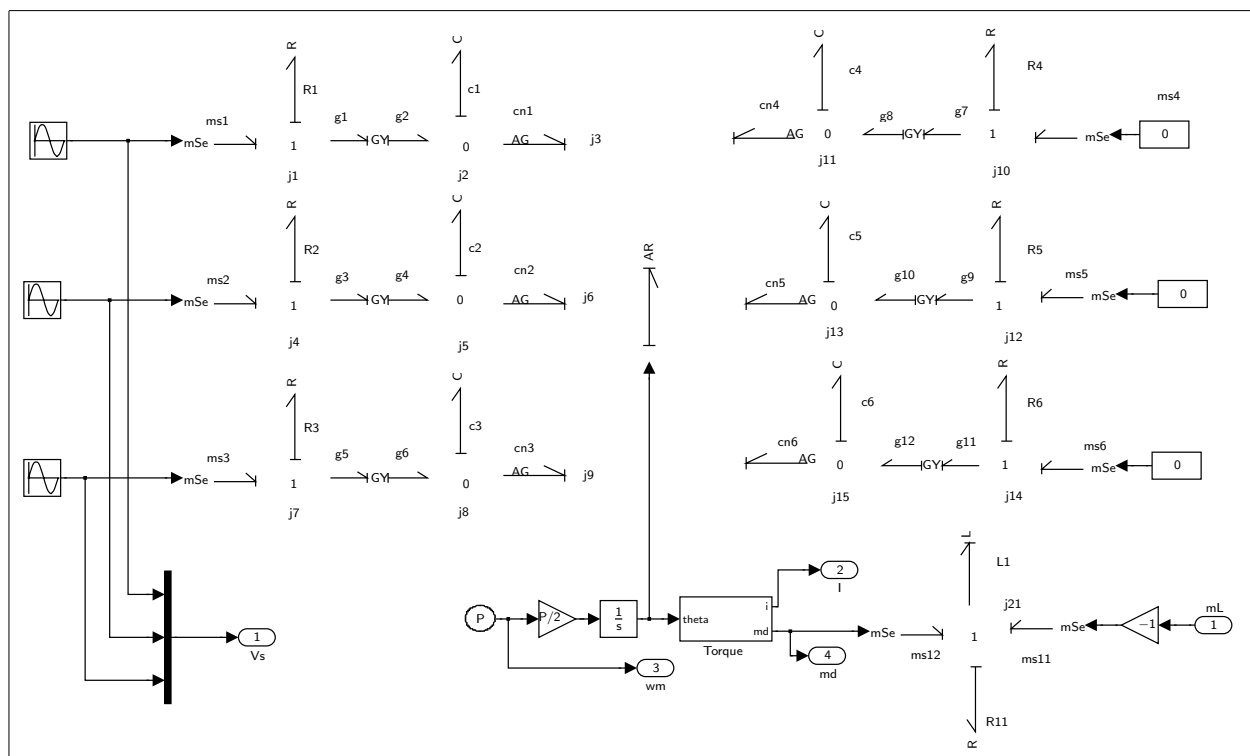 R C C R
R1 c1 c4 R4
ms1 g1 g2 cn1 cn4 g8 g7 ms4
mSe 1 GY 0 AG j3 AG 0 GY 1 mSe 0
j1 j2 j11 j10
R C C R
R2 c2 AR c5 R5
ms2 g3 g4 cn2 cn5 g10 g9 ms5
mSe 1 GY 0 AG j6 AG 0 GY 1 mSe 0
j4 j5 j13 j12
R C C R
R3 c3 c6 R6
ms3 g5 g6 cn3 cn6 g12 g11 ms6
mSe 1 GY 0 AG j9 AG 0 GY 1 mSe 0
j7 j8 j15 j14
L
L1
2
I
j21
i
mL
P P/2 1/s theta md mSe 1 mSe −1 1
1
Vs
Torque
ms12
ms11
3
wm
4
md
R11
R